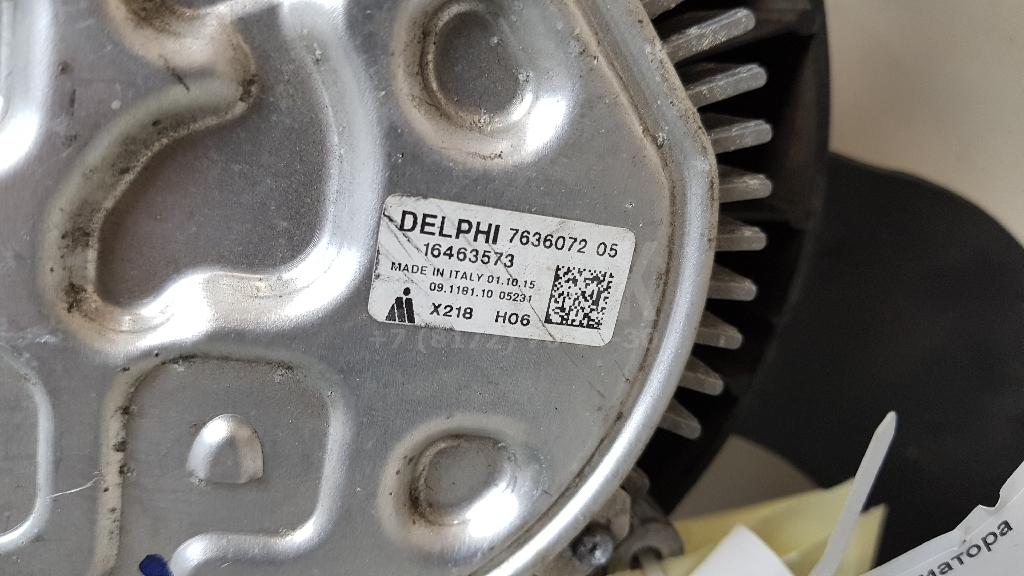 DELPHI 7636072 05
16463573
MADE IN ITALY 01.10.15
09.1181.10 05231
X218 H06